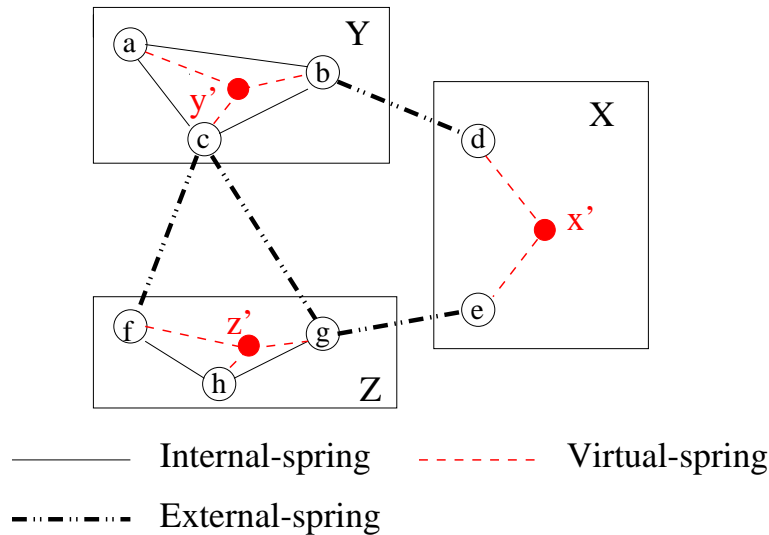 a
Y
b
y'
c
X
d
x'
e
f
z'
g
h
Z
Internal-spring
Virtual-spring
External-spring